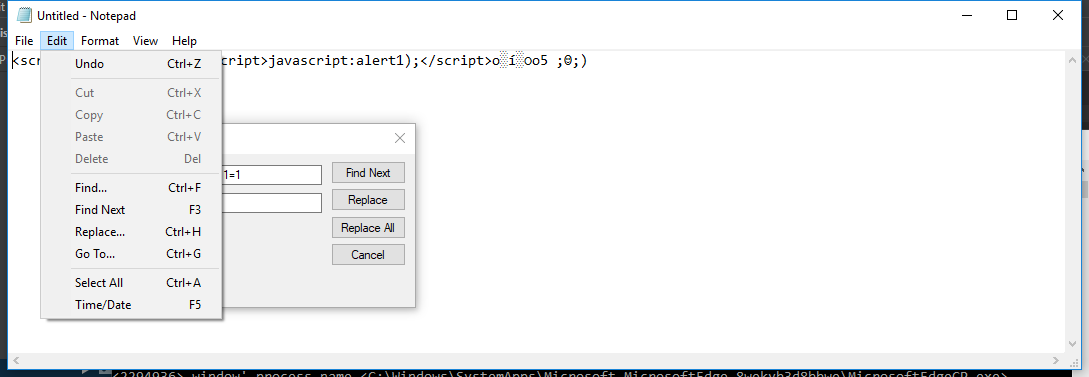 Untitled - Notepad
File Edit Format View Help
<scr cript>javascript:alert1);</script>o▒í▒oo5 ;0;)
Undo Ctrl+Z
Cut Ctrl+X
Copy Ctrl+C
Paste Ctrl+V
Delete Del
Find... Ctrl+F
Find Next F3
Replace... Ctrl+H
Go To... Ctrl+G
Select All Ctrl+A
Time/Date F5
1=1
Find Next
Replace
Replace All
Cancel
<2294936> window' process name <C:\Windows\SystemApps\Microsoft.MicrosoftEdge_8wekyb3d8bbwe\MicrosoftEdgeCP.exe>